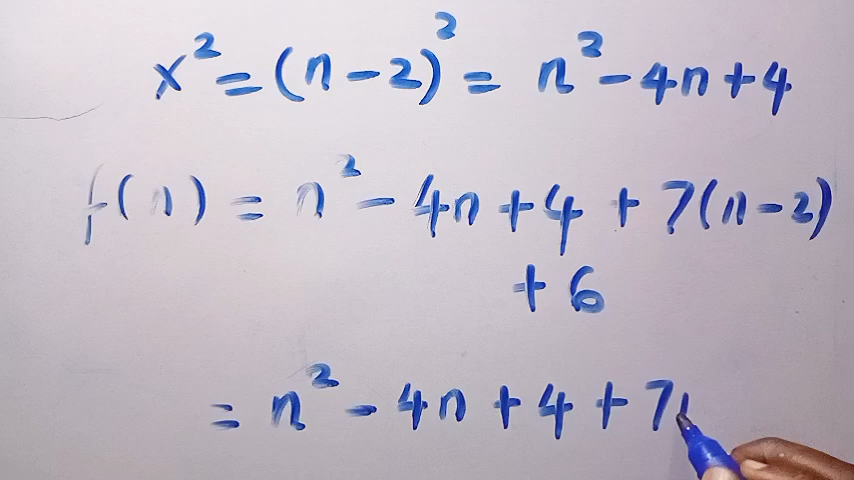 x² = (n - 2)² = n² - 4n + 4
f(n) = n² - 4n + 4 + 7(n - 2)
+ 6
= n² - 4n + 4 + 7